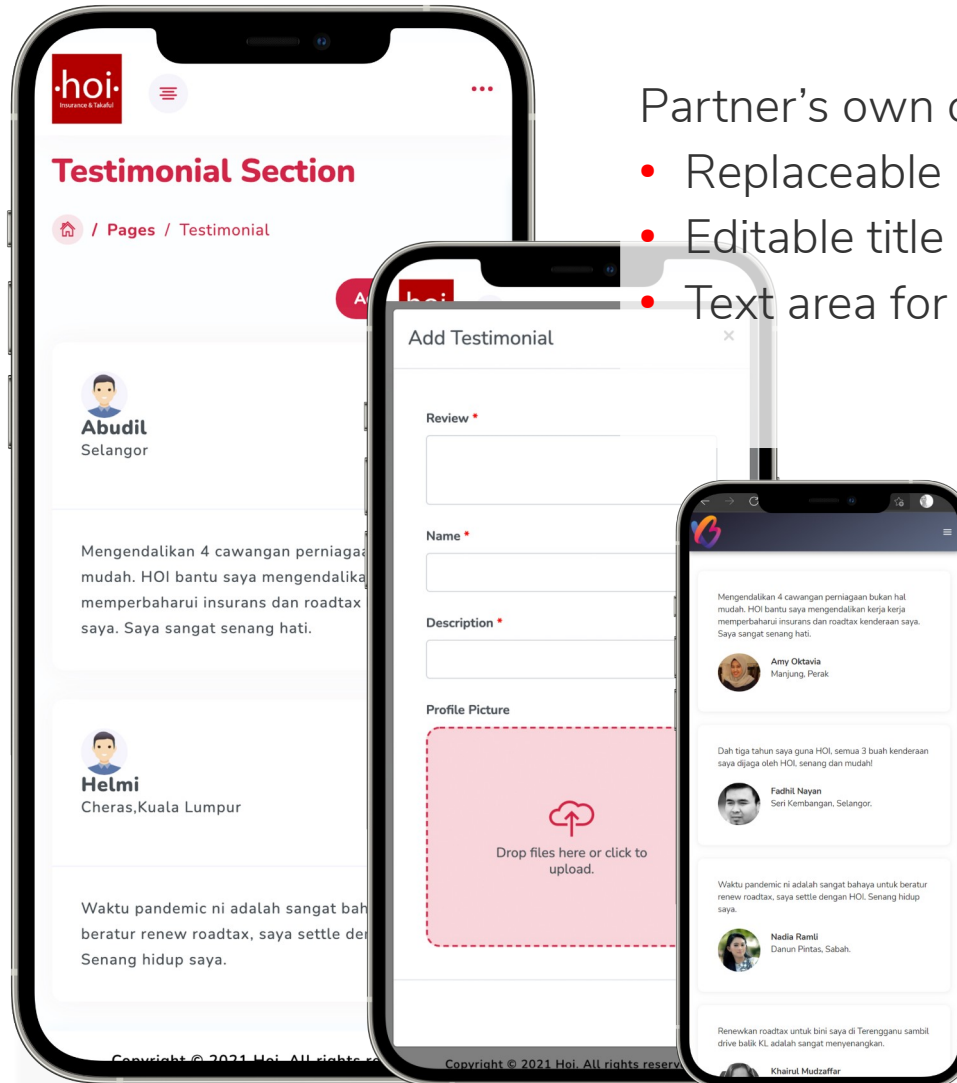 ·hoi·
Insurance & Takaful
Testimonial Section
/ Pages / Testimonial
Abudil
Selangor
Mengendalikan 4 cawangan
mudah. HOI bantu saya
memperbaharui insurans dan roadtax
saya. Saya sangat senang hati.
Helmi
Cheras,Kuala Lumpur
Waktu pandemic ni adalah sangat
beratur renew roadtax, saya settle
Senang hidup saya.
Copyright © 2021 Hoi. All rights
Partner's own
• Replaceable
• Editable title
• Text area for
hoi
Add Testimonial ×
Review *
Name *
Description *
Profile Picture
Drop files here or click to
upload.
Copyright © 2021 Hoi. All rights
Mengendalikan 4 cawangan perniagaan bukan hal
mudah. HOI bantu saya mengendalikan kerja kerja
memperbaharui insurans dan roadtax kenderaan saya.
Saya sangat senang hati.
Amy Oktavia
Manjung, Perak
Dah tiga tahun saya guna HOI, semua 3 buah kenderaan
saya dijaga oleh HOI, senang dan mudah!
Fadhil Nayan
Seri Kembangan, Selangor.
Waktu pandemic ni adalah sangat bahaya untuk beratur
renew roadtax, saya settle dengan HOI. Senang hidup
saya.
Nadia Ramli
Danun Pintas, Sabah.
Renewkan roadtax untuk bini saya di Terengganu sambil
drive balik KL adalah sangat menyenangkan.
Khairul Mudzaffar